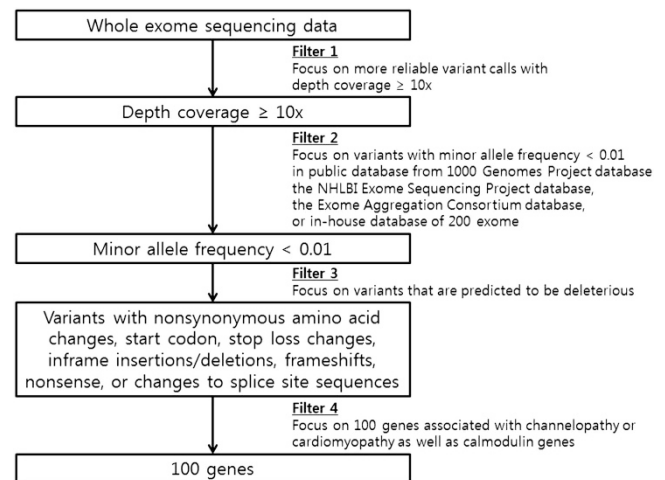 Whole exome sequencing data
Filter 1
Focus on more reliable variant calls with
depth coverage ≥ 10x
Depth coverage ≥ 10x
Filter 2
Focus on variants with minor allele frequency < 0.01
in public database from 1000 Genomes Project database
the NHLBI Exome Sequencing Project database,
the Exome Aggregation Consortium database,
or in-house database of 200 exome
Minor allele frequency < 0.01
Filter 3
Focus on variants that are predicted to be deleterious
Variants with nonsynonymous amino acid
changes, start codon, stop loss changes,
inframe insertions/deletions, frameshifts,
nonsense, or changes to splice site sequences
Filter 4
Focus on 100 genes associated with channelopathy or
cardiomyopathy as well as calmodulin genes
100 genes